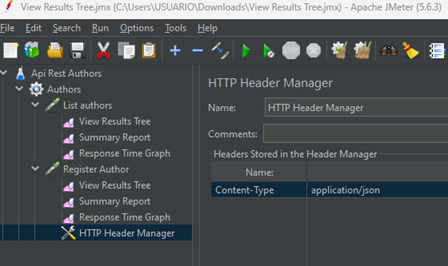 View Results Tree.jmx (C:\Users\USUARIO\Downloads\View Results Tree.jmx) - Apache JMeter (5.6.3)
File Edit Search Run Options Tools Help
Api Rest Authors
Authors
List authors
View Results Tree
Summary Report
Response Time Graph
Register Author
View Results Tree
Summary Report
Response Time Graph
HTTP Header Manager
HTTP Header Manager
Name: HTTP Header Manager
Comments:
Headers Stored in the Header Manager
Name:
Content-Type application/json